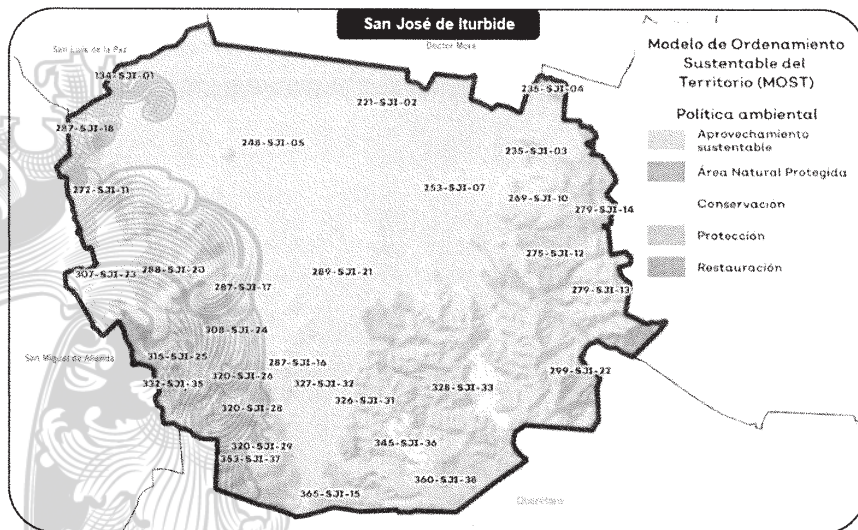 San José de Iturbide
San Luis de la Paz
Doctor Mora
Modelo de Ordenamiento
Sustentable del
Territorio (MOST)
Política ambiental
Aprovechamiento
sustentable
Área Natural Protegida
Conservación
Protección
Restauración
134-SJI-01
235-SJI-04
221-SJI-02
287-SJI-18
248-SJI-05
235-SJI-03
272-SJI-11
253-SJI-07
269-SJI-10
279-SJI-14
275-SJI-12
307-SJI-23
288-SJI-20
289-SJI-21
287-SJI-17
279-SJI-13
308-SJI-24
San Miguel de Allende
315-SJI-25
287-SJI-16
299-SJI-22
332-SJI-35
320-SJI-26
327-SJI-32
328-SJI-33
326-SJI-31
320-SJI-28
320-SJI-29
345-SJI-36
353-SJI-37
360-SJI-38
365-SJI-15
Querétaro